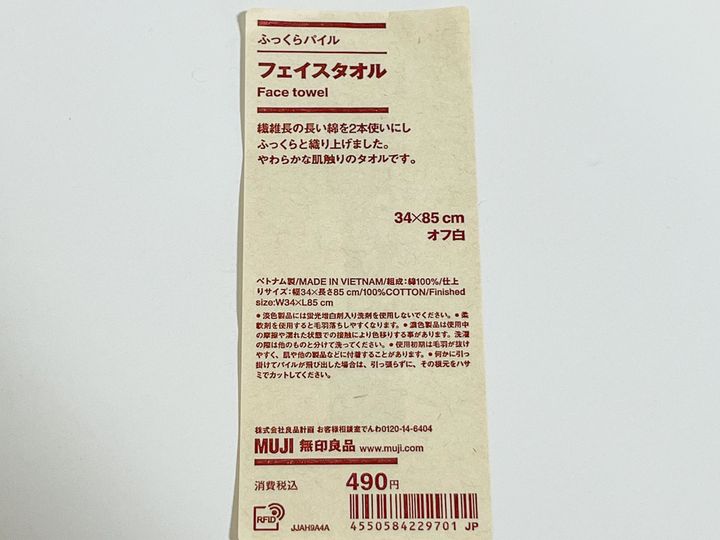 ふっくらパイル
フェイスタオル
Face towel
繊維長の長い綿を2本使いにし
ふっくらと織り上げました。
やわらかな肌触りのタオルです。
34×85 cm
オフ白
ベトナム製/MADE IN VIETNAM/組成:綿100%/仕上
りサイズ:幅34×長さ85 cm/100%COTTON/Finished
size:W34×L85 cm
● 淡色製品には蛍光増白剤入り洗剤を使用しないでください。● 柔
軟剤を使用すると毛羽落ちしやすくなります。● 濃色製品は使用中
の摩擦や濡れた状態での接触により色移りする事があります。洗濯
の際は他のものと分けて洗ってください。● 使用初期は毛羽が抜け
やすく、肌や他の製品などに付着することがあります。● 何かに引っ
掛けてパイルが飛び出した場合は、引っ張らずに、その根元をハサ
ミでカットしてください。
株式会社良品計画 お客様相談室でんわ0120-14-6404
MUJI 無印良品 www.muji.com
消費税込 490円
RFID JJAH9A4A 4550584229701 JP